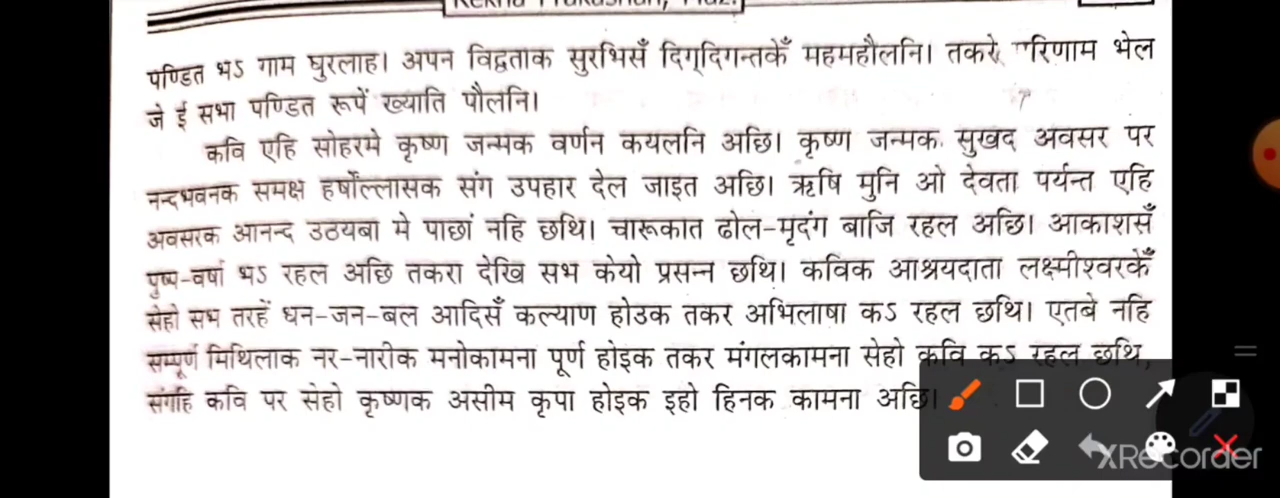 Rekha Prakashan,
पण्डित भऽ गाम घुरलाह। अपन विद्वताक सुरभिसँ दिग्दिगन्तकेँ महमहौलनि। तकरे भेल
जे ई सभा पण्डित रूपें ख्याति पौलनि।
कवि एहि सोहरमे कृष्ण जन्मक वर्णन कयलनि अछि। कृष्ण जन्मक सुखद अवसर पर
नन्दभवनक समक्ष हर्षोल्लासक संग उपहार देल जाइत अछि। ऋषि मुनि ओ देवता पर्यन्त एहि
अवसरक आनन्द उठयबा मे पाछां नहि छथि। चारूकात ढोल-मृदंग बाजि रहल अछि। आकाशसँ
पुष्प-वर्षा भऽ रहल अछि तकरा देखि सभ केयो प्रसन्न छथि। कविक आश्रयदाता लक्ष्मीश्वरकेँ
सेहो सभ तरहें धन-जन-बल आदिसँ कल्याण होउक तकर अभिलाषा कऽ रहल छथि। एतबे नहि
सम्पूर्ण मिथिलाक नर-नारीक मनोकामना पूर्ण होइक तकर मंगलकामना सेहो कवि कऽ रहल छथि,
संगहि कवि पर सेहो कृष्णक असीम कृपा होइक इहो हिनक कामना अछि।
XRecorder